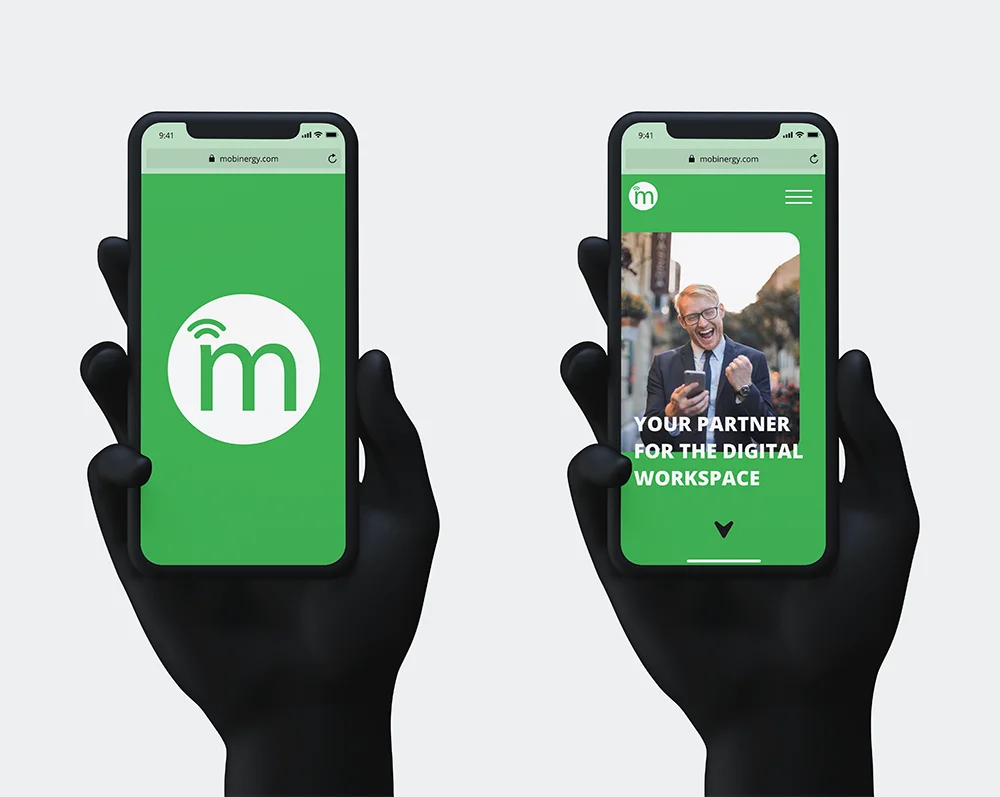 9:41
mobinergy.com
m
9:41
mobinergy.com
m
YOUR PARTNER
FOR THE DIGITAL
WORKSPACE